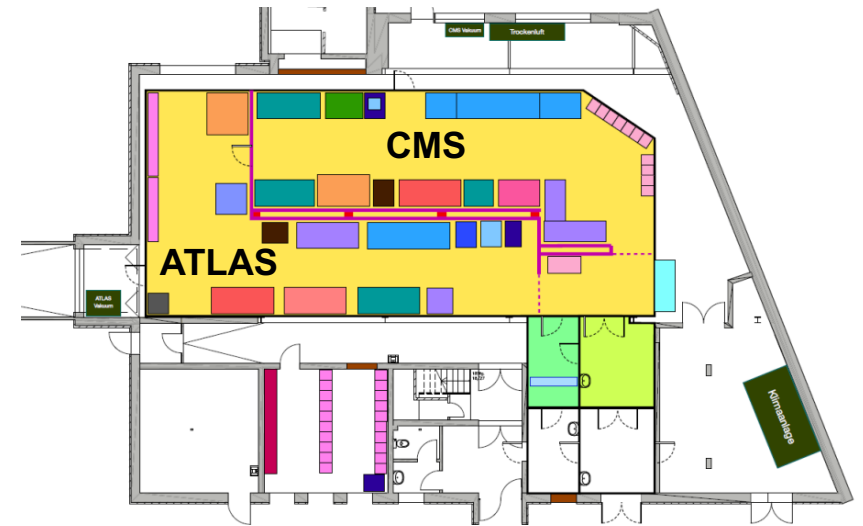 CMS Vakuum
Trockenluft
CMS
ATLAS
ATLAS
Vakuum
Klimaanlage